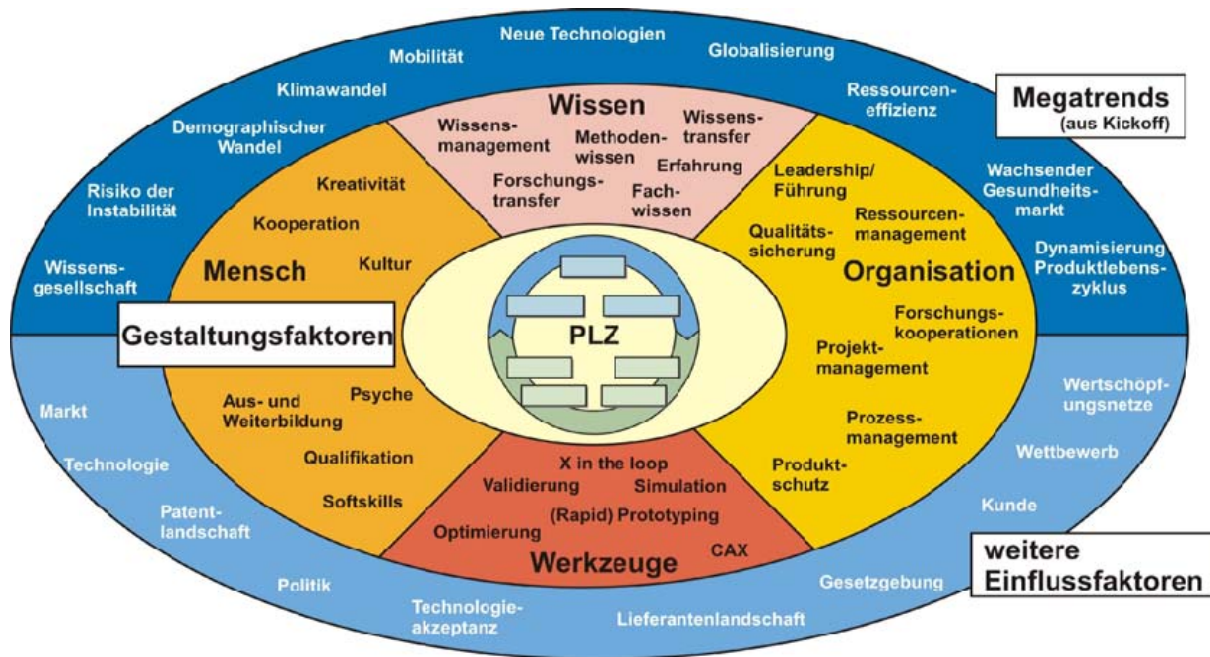 Neue Technologien
Mobilität
Globalisierung
Klimawandel
Ressourcen-
effizienz
Demographischer
Wandel
Risiko der
Instabilität
Wissens-
gesellschaft
Wachsender
Gesundheits-
markt
Dynamisierung
Produktlebens-
zyklus
Megatrends
(aus Kickoff)
Wissen
Wissens-
management
Methoden-
wissen
Wissens-
transfer
Erfahrung
Forschungs-
transfer
Fach-
wissen
Mensch
Kreativität
Kooperation
Kultur
Gestaltungsfaktoren
Psyche
Aus- und
Weiterbildung
Qualifikation
Softskills
PLZ
Organisation
Leadership/
Führung
Ressourcen-
management
Qualitäts-
sicherung
Forschungs-
kooperationen
Projekt-
management
Prozess-
management
Produkt-
schutz
X in the loop
Validierung
Simulation
(Rapid) Prototyping
Optimierung
CAX
Werkzeuge
Markt
Technologie
Patent-
landschaft
Politik
Technologie-
akzeptanz
Lieferantenlandschaft
Gesetzgebung
Kunde
Wettbewerb
Wertschöpf-
ungsnetze
weitere
Einflussfaktoren